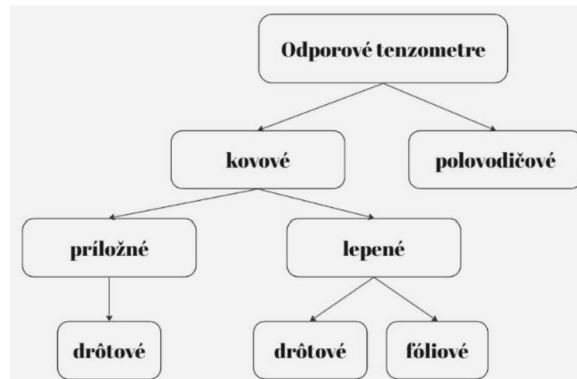 Odporové tenzometre
kovové
polovodičové
príložné
lepené
drôtové
drôtové
fóliové